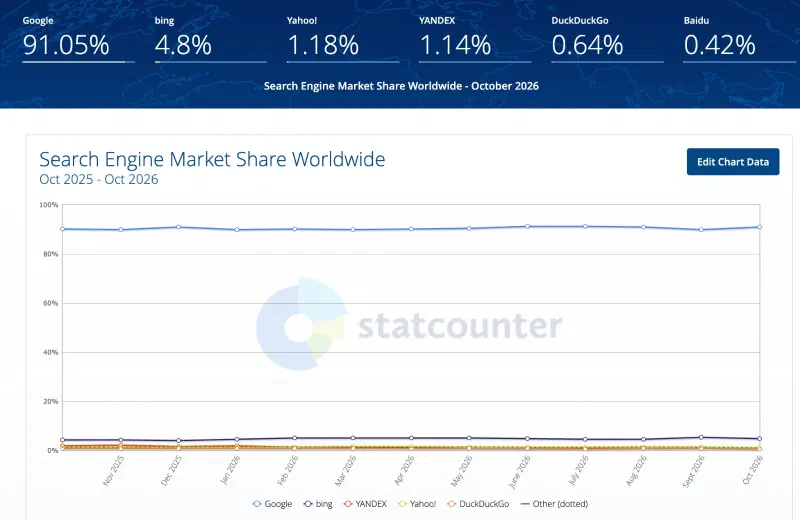 Google bing Yahoo! YANDEX DuckDuckGo Baidu
91.05% 4.8% 1.18% 1.14% 0.64% 0.42%
Search Engine Market Share Worldwide - October 2026
Search Engine Market Share Worldwide
Edit Chart Data
Oct 2025 - Oct 2026
100%
80%
60%
statcounter
40%
20%
0%
Nov 2025 Dec 2025 Jan 2026 Feb 2026 Mar 2026 Apr 2026 May 2026 June 2026 July 2026 Aug 2026 Sept 2026 Oct 2026
Google bing YANDEX Yahoo! DuckDuckGo Other (dotted)